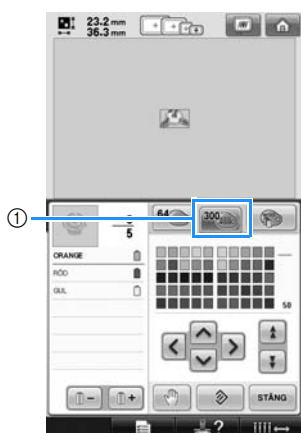 23.2 mm
36.3 mm
①
64
300
5
ORANGE
RÖD
GUL
50
−
+
STÄNG
?